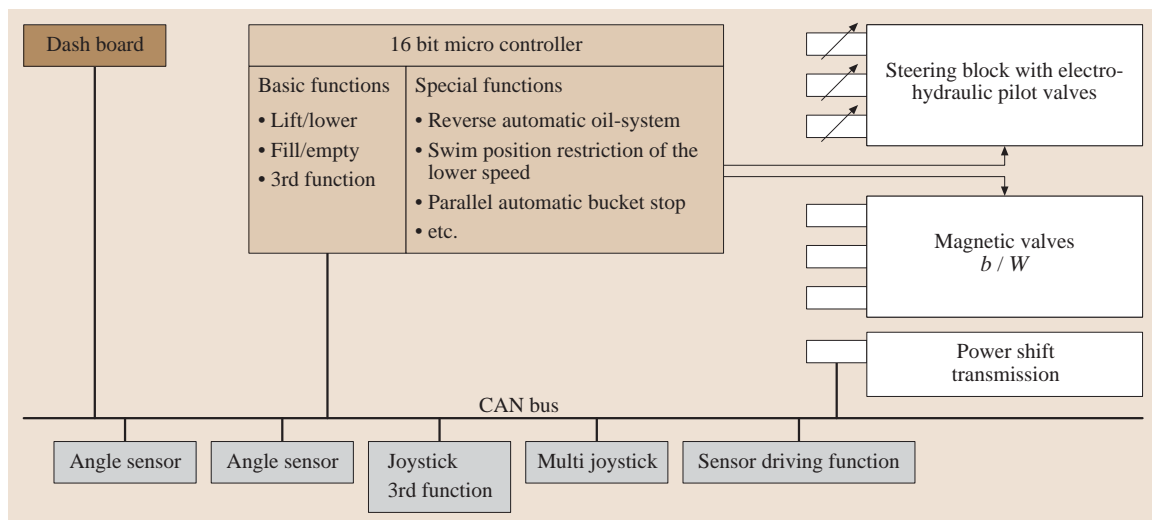 Dash board
16 bit micro controller
Basic functions
• Lift/lower
• Fill/empty
• 3rd function
Special functions
• Reverse automatic oil-system
• Swim position restriction of the
lower speed
• Parallel automatic bucket stop
• etc.
Steering block with electro-
hydraulic pilot valves
Magnetic valves
b / W
Power shift
transmission
CAN bus
Angle sensor
Angle sensor
Joystick
3rd function
Multi joystick
Sensor driving function